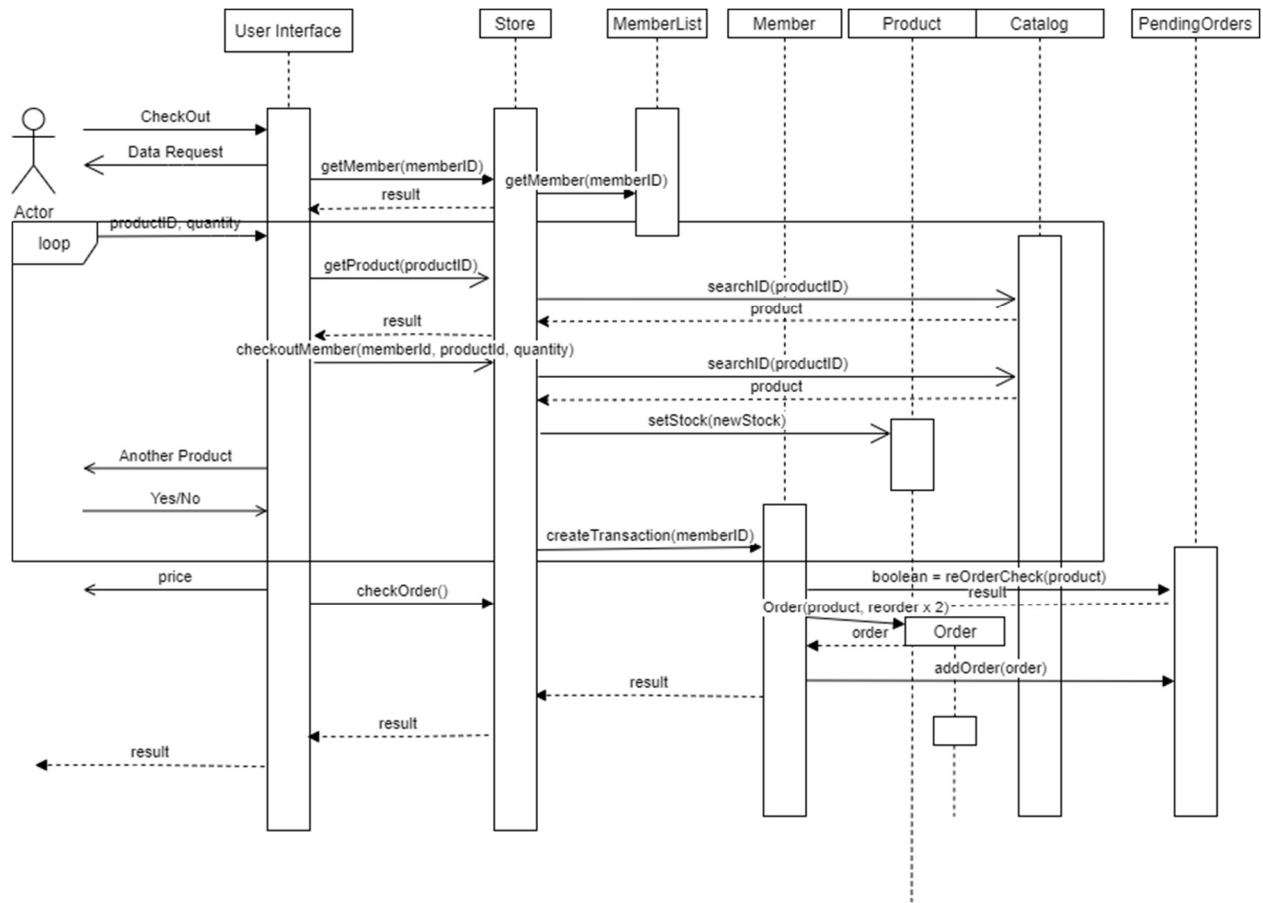 User Interface
Store
MemberList
Member
Product
Catalog
PendingOrders
CheckOut
Data Request
getMember(memberID)
getMember(memberID)
result
Actor
loop
productID, quantity
getProduct(productID)
searchID(productID)
product
result
checkoutMember(memberId, productId, quantity)
searchID(productID)
product
setStock(newStock)
Another Product
Yes/No
createTransaction(memberID)
price
checkOrder()
boolean = reOrderCheck(product)
result
Order(product, reorder x 2)
Order
order
addOrder(order)
result
result
result